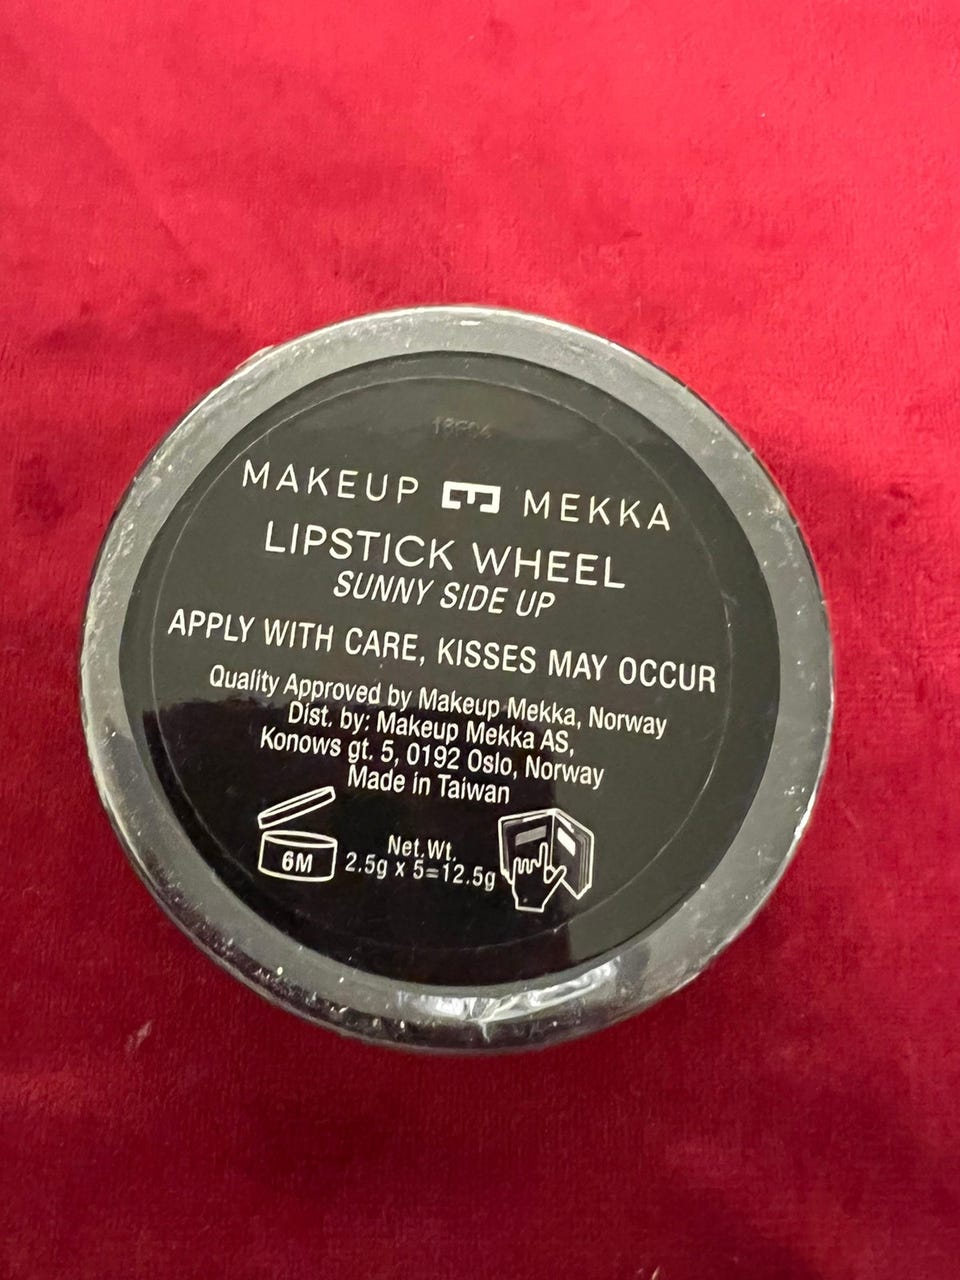 MAKEUP MEKKA
LIPSTICK WHEEL
SUNNY SIDE UP
APPLY WITH CARE, KISSES MAY OCCUR
Quality Approved by Makeup Mekka, Norway
Dist. by: Makeup Mekka AS,
Konows gt. 5, 0192 Oslo, Norway
Made in Taiwan
6M
Net.Wt.
2.5g x 5=12.5g